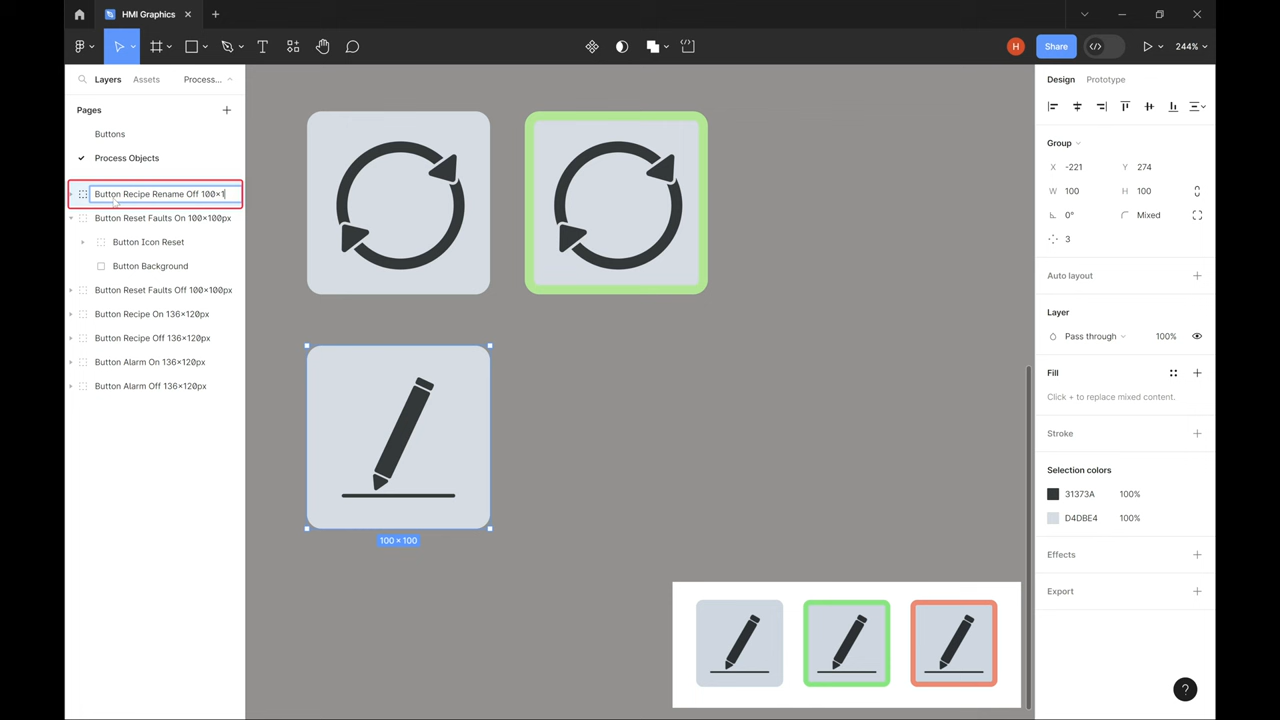 HMI Graphics
H
Share
244%
Layers
Assets
Process...
Pages
Buttons
Process Objects
Button Recipe Rename Off 100×1
Button Reset Faults On 100×100px
Button Icon Reset
Button Background
Button Reset Faults Off 100×100px
Button Recipe On 136×120px
Button Recipe Off 136×120px
Button Alarm On 136×120px
Button Alarm Off 136×120px
100 × 100
Design
Prototype
Group
X -221
Y 274
W 100
H 100
0°
Mixed
3
Auto layout
Layer
Pass through
100%
Fill
Click + to replace mixed content.
Stroke
Selection colors
31373A 100%
D4DBE4 100%
Effects
Export
?